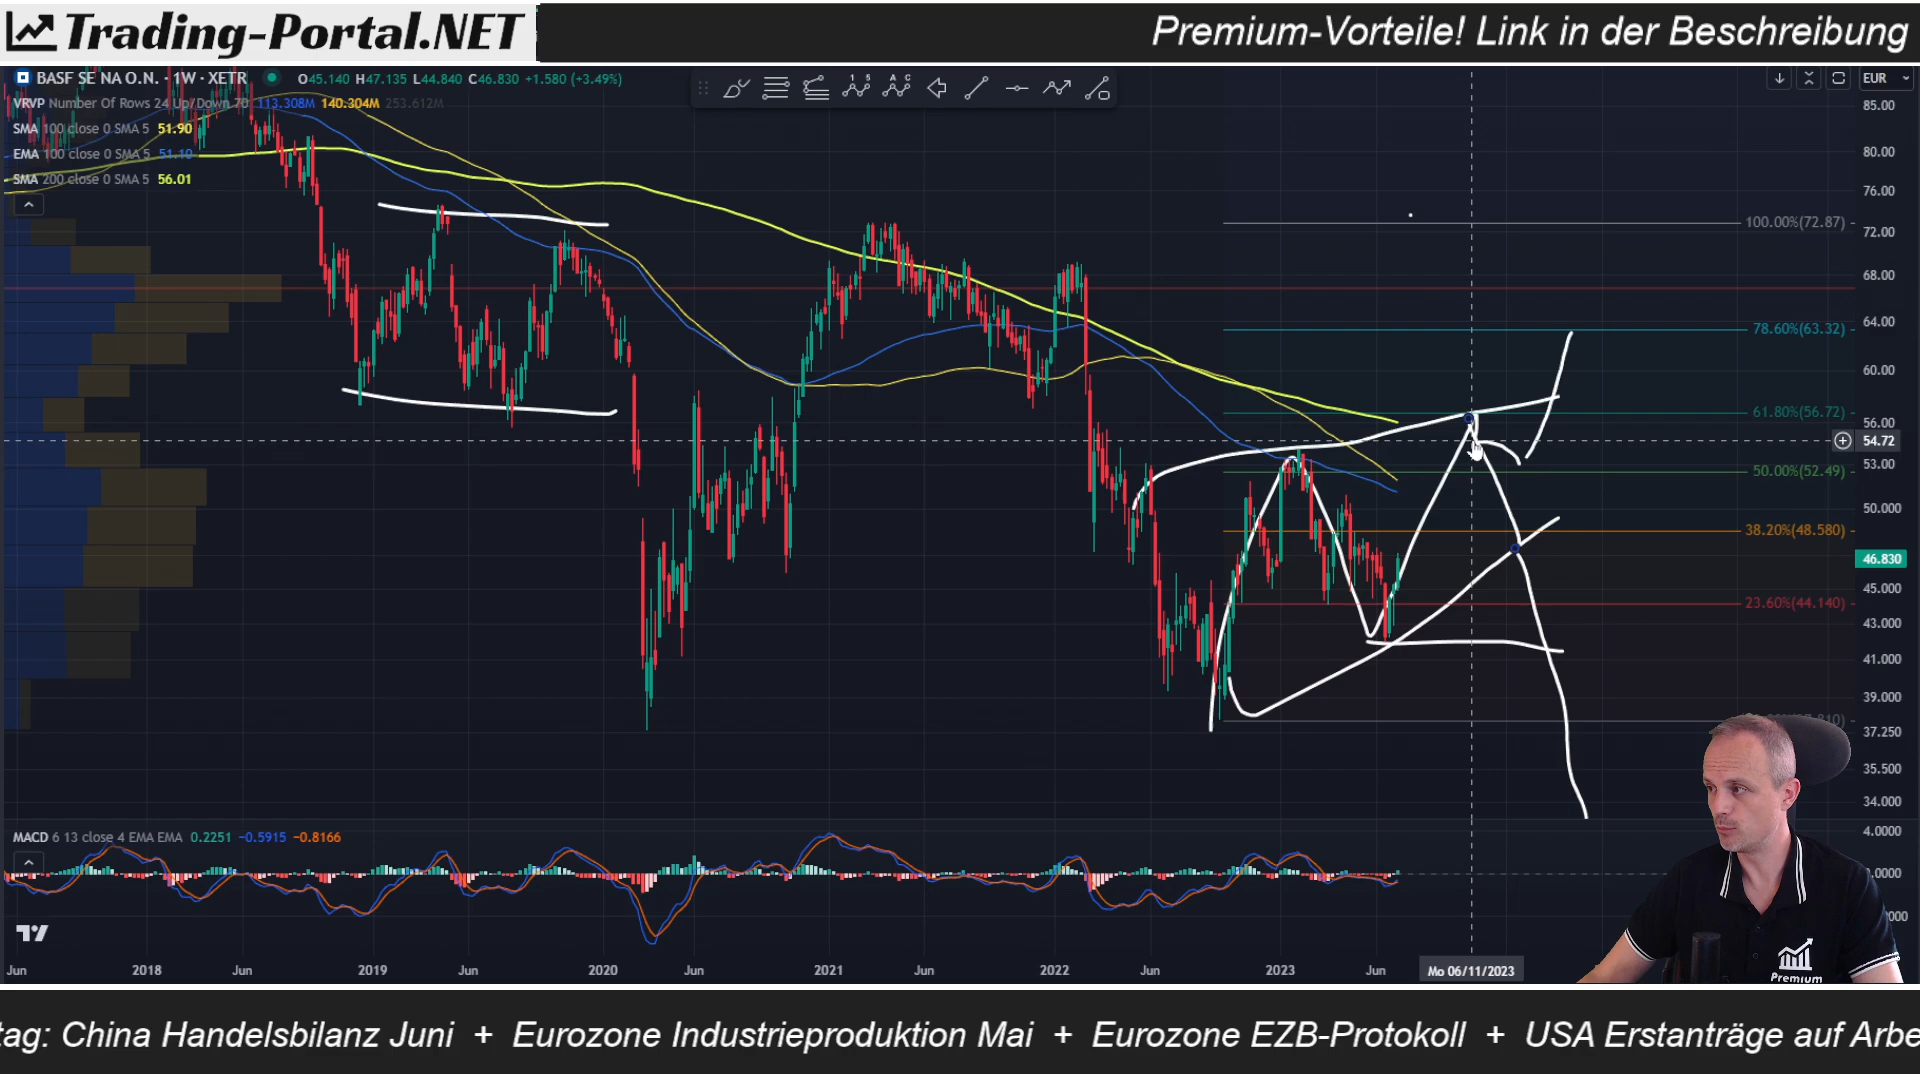 Trading-Portal.NET
Premium-Vorteile! Link in der Beschreibung
BASF SE NA O.N. · 1W · XETR O45.140 H47.135 L44.840 C46.830 +1.580 (+3.49%)
EUR
VRVP Number Of Rows 24 Up/Down 70 113.308M 140.304M 253.612M
SMA 100 close 0 SMA 5 51.90
EMA 100 close 0 SMA 5 51.10
SMA 200 close 0 SMA 5 56.01
85.00
80.00
76.00
100.00%(72.87)
72.00
68.00
64.00
78.60%(63.32)
60.00
61.80%(56.72)
56.00
54.72
53.00
50.00%(52.49)
50.000
38.20%(48.580)
46.830
45.000
23.60%(44.140)
43.000
41.000
39.000
37.250
35.500
34.000
MACD 6 13 close 4 EMA EMA 0.2251 −0.5915 −0.8166
4.0000
Jun 2018 Jun 2019 Jun 2020 Jun 2021 Jun 2022 Jun 2023 Jun Mo 06/11/2023
Premium
tag: China Handelsbilanz Juni + Eurozone Industrieproduktion Mai + Eurozone EZB-Protokoll + USA Erstanträge auf Arbe